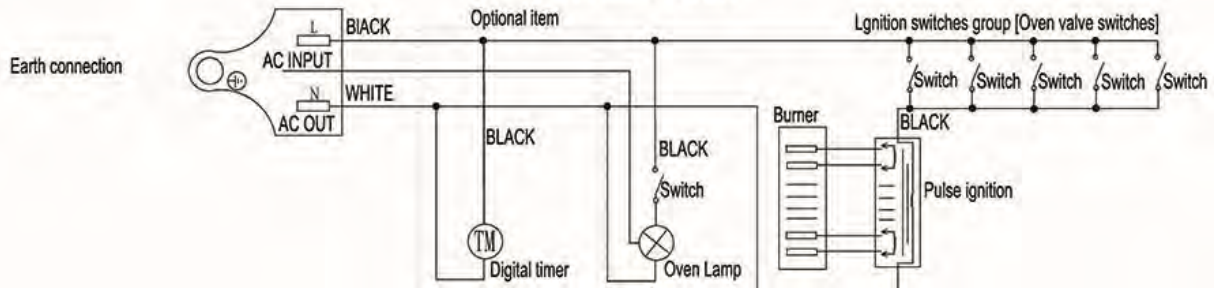 Optional item
Lgnition switches group [Oven valve switches]
L
BIACK
Earth connection
AC INPUT
Switch
Switch
Switch
Switch
Switch
N
WHITE
AC OUT
Burner
BLACK
BLACK
BLACK
Switch
Pulse ignition
TM
Digital timer
Oven Lamp